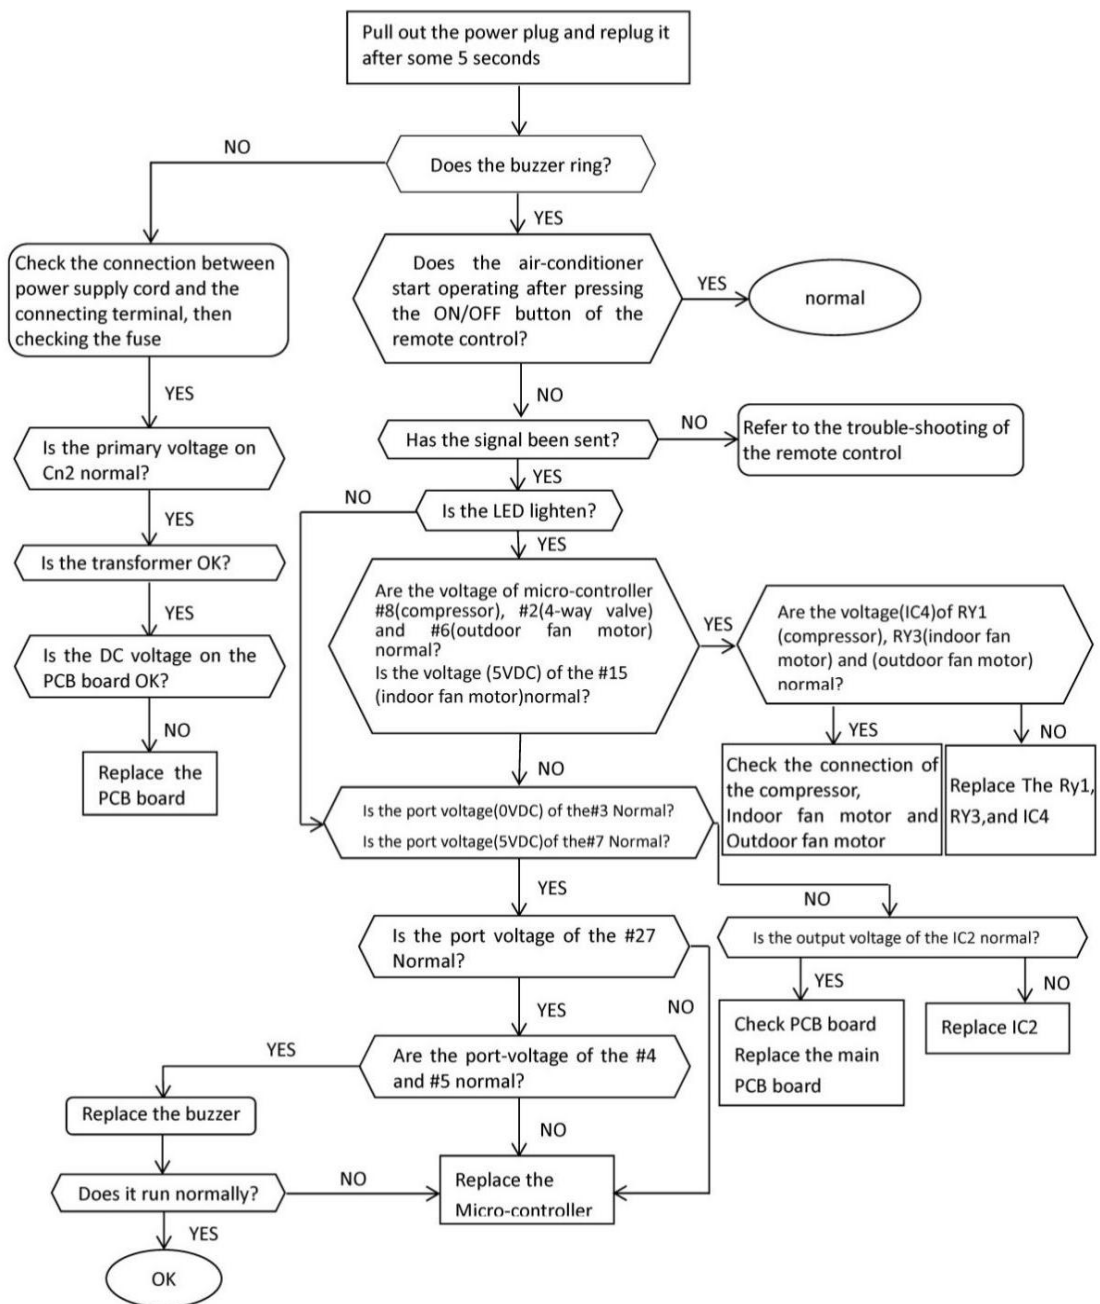 Pull out the power plug and replug it
after some 5 seconds
NO
Does the buzzer ring?
YES
Check the connection between
power supply cord and the
connecting terminal, then
checking the fuse
Does the air-conditioner
start operating after pressing
the ON/OFF button of the
remote control?
YES
normal
YES
NO
Is the primary voltage on
Cn2 normal?
Has the signal been sent?
NO
Refer to the trouble-shooting of
the remote control
YES
NO
Is the LED lighten?
YES
YES
Is the transformer OK?
Are the voltage of micro-controller
#8(compressor), #2(4-way valve)
and #6(outdoor fan motor)
normal?
Is the voltage (5VDC) of the #15
(indoor fan motor)normal?
YES
Are the voltage(IC4)of RY1
(compressor), RY3(indoor fan
motor) and (outdoor fan motor)
normal?
YES
Is the DC voltage on the
PCB board OK?
NO
Replace the
PCB board
YES
NO
Check the connection of
the compressor,
Indoor fan motor and
Outdoor fan motor
Replace The Ry1,
RY3,and IC4
NO
Is the port voltage(0VDC) of the#3 Normal?
Is the port voltage(5VDC)of the#7 Normal?
YES
NO
Is the port voltage of the #27
Normal?
Is the output voltage of the IC2 normal?
YES
NO
YES
NO
Check PCB board
Replace the main
PCB board
Replace IC2
YES
Are the port-voltage of the #4
and #5 normal?
Replace the buzzer
NO
Does it run normally?
NO
Replace the
Micro-controller
YES
OK